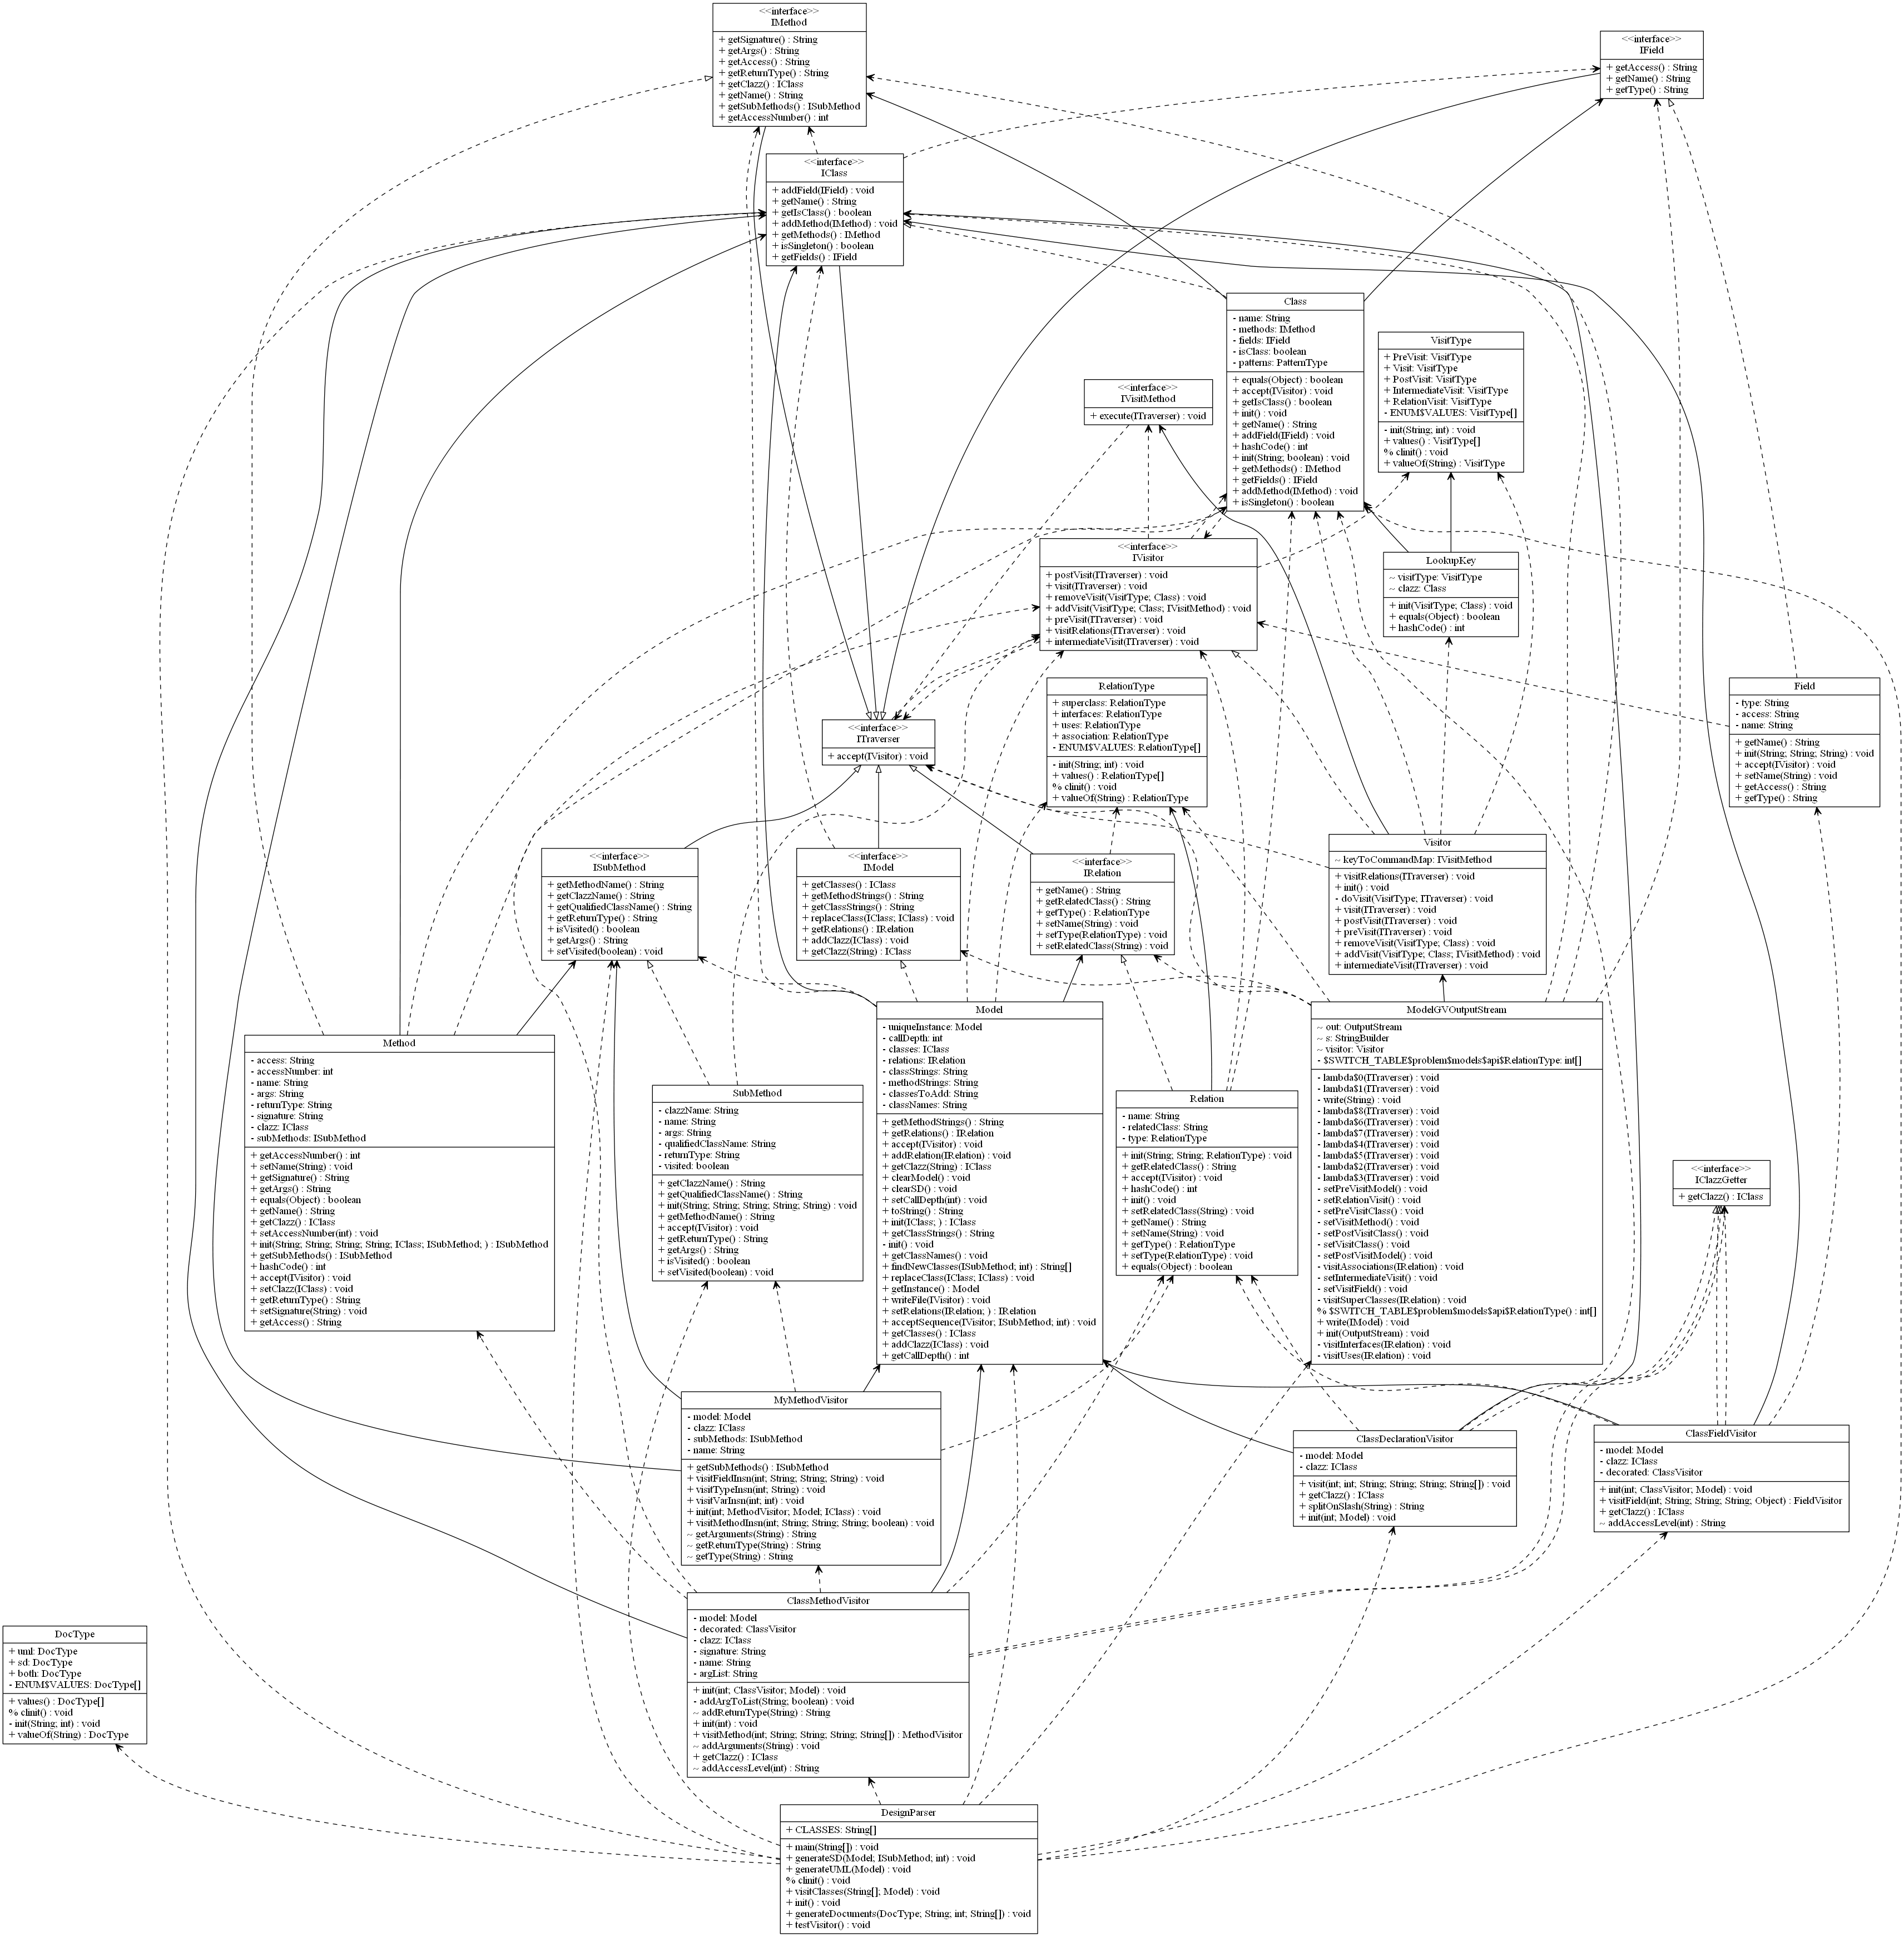 <<interface>>
IMethod
+ getSignature() : String
+ getArgs() : String
+ getAccess() : String
+ getReturnType() : String
+ getClazz() : IClass
+ getName() : String
+ getSubMethods() : ISubMethod
+ getAccessNumber() : int
<<interface>>
IField
+ getAccess() : String
+ getName() : String
+ getType() : String
<<interface>>
IClass
+ addField(IField) : void
+ getName() : String
+ getIsClass() : boolean
+ addMethod(IMethod) : void
+ getMethods() : IMethod
+ isSingleton() : boolean
+ getFields() : IField
Class
- name: String
- methods: IMethod
- fields: IField
- isClass: boolean
- patterns: PatternType
+ equals(Object) : boolean
+ accept(IVisitor) : void
+ getIsClass() : boolean
+ init() : void
+ getName() : String
+ addField(IField) : void
+ hashCode() : int
+ init(String; boolean) : void
+ getMethods() : IMethod
+ getFields() : IField
+ addMethod(IMethod) : void
+ isSingleton() : boolean
VisitType
+ PreVisit: VisitType
+ Visit: VisitType
+ PostVisit: VisitType
+ IntermediateVisit: VisitType
+ RelationVisit: VisitType
- ENUM$VALUES: VisitType[]
- init(String; int) : void
+ values() : VisitType[]
% clinit() : void
+ valueOf(String) : VisitType
<<interface>>
IVisitMethod
+ execute(ITraverser) : void
<<interface>>
IVisitor
+ postVisit(ITraverser) : void
+ visit(ITraverser) : void
+ removeVisit(VisitType; Class) : void
+ addVisit(VisitType; Class; IVisitMethod) : void
+ preVisit(ITraverser) : void
+ visitRelations(ITraverser) : void
+ intermediateVisit(ITraverser) : void
LookupKey
~ visitType: VisitType
~ clazz: Class
+ init(VisitType; Class) : void
+ equals(Object) : boolean
+ hashCode() : int
RelationType
+ superclass: RelationType
+ interfaces: RelationType
+ uses: RelationType
+ association: RelationType
- ENUM$VALUES: RelationType[]
- init(String; int) : void
+ values() : RelationType[]
% clinit() : void
+ valueOf(String) : RelationType
Field
- type: String
- access: String
- name: String
+ getName() : String
+ init(String; String; String) : void
+ accept(IVisitor) : void
+ setName(String) : void
+ getAccess() : String
+ getType() : String
<<interface>>
ITraverser
+ accept(IVisitor) : void
Visitor
~ keyToCommandMap: IVisitMethod
+ visitRelations(ITraverser) : void
+ init() : void
- doVisit(VisitType; ITraverser) : void
+ visit(ITraverser) : void
+ postVisit(ITraverser) : void
+ preVisit(ITraverser) : void
+ removeVisit(VisitType; Class) : void
+ addVisit(VisitType; Class; IVisitMethod) : void
+ intermediateVisit(ITraverser) : void
<<interface>>
ISubMethod
+ getMethodName() : String
+ getClazzName() : String
+ getQualifiedClassName() : String
+ getReturnType() : String
+ isVisited() : boolean
+ getArgs() : String
+ setVisited(boolean) : void
<<interface>>
IModel
+ getClasses() : IClass
+ getMethodStrings() : String
+ getClassStrings() : String
+ replaceClass(IClass; IClass) : void
+ getRelations() : IRelation
+ addClazz(IClass) : void
+ getClazz(String) : IClass
<<interface>>
IRelation
+ getName() : String
+ getRelatedClass() : String
+ getType() : RelationType
+ setName(String) : void
+ setType(RelationType) : void
+ setRelatedClass(String) : void
Method
- access: String
- accessNumber: int
- name: String
- args: String
- returnType: String
- signature: String
- clazz: IClass
- subMethods: ISubMethod
+ getAccessNumber() : int
+ setName(String) : void
+ getSignature() : String
+ getArgs() : String
+ equals(Object) : boolean
+ getName() : String
+ getClazz() : IClass
+ setAccessNumber(int) : void
+ init(String; String; String; String; IClass; ISubMethod; ) : ISubMethod
+ getSubMethods() : ISubMethod
+ hashCode() : int
+ accept(IVisitor) : void
+ setClazz(IClass) : void
+ getReturnType() : String
+ setSignature(String) : void
+ getAccess() : String
SubMethod
- clazzName: String
- name: String
- args: String
- qualifiedClassName: String
- returnType: String
- visited: boolean
+ getClazzName() : String
+ getQualifiedClassName() : String
+ init(String; String; String; String; String) : void
+ getMethodName() : String
+ accept(IVisitor) : void
+ getReturnType() : String
+ getArgs() : String
+ isVisited() : boolean
+ setVisited(boolean) : void
Model
- uniqueInstance: Model
- callDepth: int
- classes: IClass
- relations: IRelation
- classStrings: String
- methodStrings: String
- classesToAdd: String
- classNames: String
+ getMethodStrings() : String
+ getRelations() : IRelation
+ accept(IVisitor) : void
+ addRelation(IRelation) : void
+ getClazz(String) : IClass
+ clearModel() : void
+ clearSD() : void
+ setCallDepth(int) : void
+ toString() : String
+ init(IClass; ) : IClass
+ getClassStrings() : String
- init() : void
+ getClassNames() : String
+ findNewClasses(ISubMethod; int) : String[]
+ replaceClass(IClass; IClass) : void
+ getInstance() : Model
+ writeFile(IVisitor) : void
+ setRelations(IRelation; ) : IRelation
+ acceptSequence(IVisitor; ISubMethod; int) : void
+ getClasses() : IClass
+ addClazz(IClass) : void
+ getCallDepth() : int
Relation
- name: String
- relatedClass: String
- type: RelationType
+ init(String; String; RelationType) : void
+ getRelatedClass() : String
+ accept(IVisitor) : void
+ hashCode() : int
+ init() : void
+ setRelatedClass(String) : void
+ getName() : String
+ setName(String) : void
+ getType() : RelationType
+ setType(RelationType) : void
+ equals(Object) : boolean
ModelGVOutputStream
~ out: OutputStream
~ s: StringBuilder
~ visitor: Visitor
- $SWITCH_TABLE$problem$models$api$RelationType: int[]
- lambda$0(ITraverser) : void
- lambda$1(ITraverser) : void
- write(String) : void
- lambda$8(ITraverser) : void
- lambda$6(ITraverser) : void
- lambda$7(ITraverser) : void
- lambda$4(ITraverser) : void
- lambda$5(ITraverser) : void
- lambda$2(ITraverser) : void
- lambda$3(ITraverser) : void
- setPreVisitModel() : void
- setRelationVisit() : void
- setPreVisitClass() : void
- setVisitMethod() : void
- setPostVisitClass() : void
- setVisitClass() : void
- setPostVisitModel() : void
- visitAssociations(IRelation) : void
- setIntermediateVisit() : void
- setVisitField() : void
- visitSuperClasses(IRelation) : void
% $SWITCH_TABLE$problem$models$api$RelationType() : int[]
+ write(IModel) : void
+ init(OutputStream) : void
- visitInterfaces(IRelation) : void
- visitUses(IRelation) : void
<<interface>>
IClazzGetter
+ getClazz() : IClass
MyMethodVisitor
- model: Model
- clazz: IClass
- subMethods: ISubMethod
- name: String
+ getSubMethods() : ISubMethod
+ visitFieldInsn(int; String; String; String) : void
+ visitTypeInsn(int; String) : void
+ visitVarInsn(int; int) : void
+ init(int; MethodVisitor; Model; IClass) : void
+ visitMethodInsn(int; String; String; String; boolean) : void
~ getArguments(String) : String
~ getReturnType(String) : String
~ getType(String) : String
ClassDeclarationVisitor
- model: Model
- clazz: IClass
+ visit(int; int; String; String; String; String[]) : void
+ getClazz() : IClass
+ splitOnSlash(String) : String
+ init(int; Model) : void
ClassFieldVisitor
- model: Model
- clazz: IClass
- decorated: ClassVisitor
+ init(int; ClassVisitor; Model) : void
+ visitField(int; String; String; String; Object) : FieldVisitor
+ getClazz() : IClass
~ addAccessLevel(int) : String
ClassMethodVisitor
- model: Model
- decorated: ClassVisitor
- clazz: IClass
- signature: String
- name: String
- argList: String
+ init(int; ClassVisitor; Model) : void
- addArgToList(String; boolean) : void
~ addReturnType(String) : String
+ init(int) : void
+ visitMethod(int; String; String; String; String[]) : MethodVisitor
~ addArguments(String) : void
+ getClazz() : IClass
~ addAccessLevel(int) : String
DocType
+ uml: DocType
+ sd: DocType
+ both: DocType
- ENUM$VALUES: DocType[]
+ values() : DocType[]
% clinit() : void
- init(String; int) : void
+ valueOf(String) : DocType
DesignParser
+ CLASSES: String[]
+ main(String[]) : void
+ generateSD(Model; ISubMethod; int) : void
+ generateUML(Model) : void
% clinit() : void
+ visitClasses(String[]; Model) : void
+ init() : void
+ generateDocuments(DocType; String; int; String[]) : void
+ testVisitor() : void